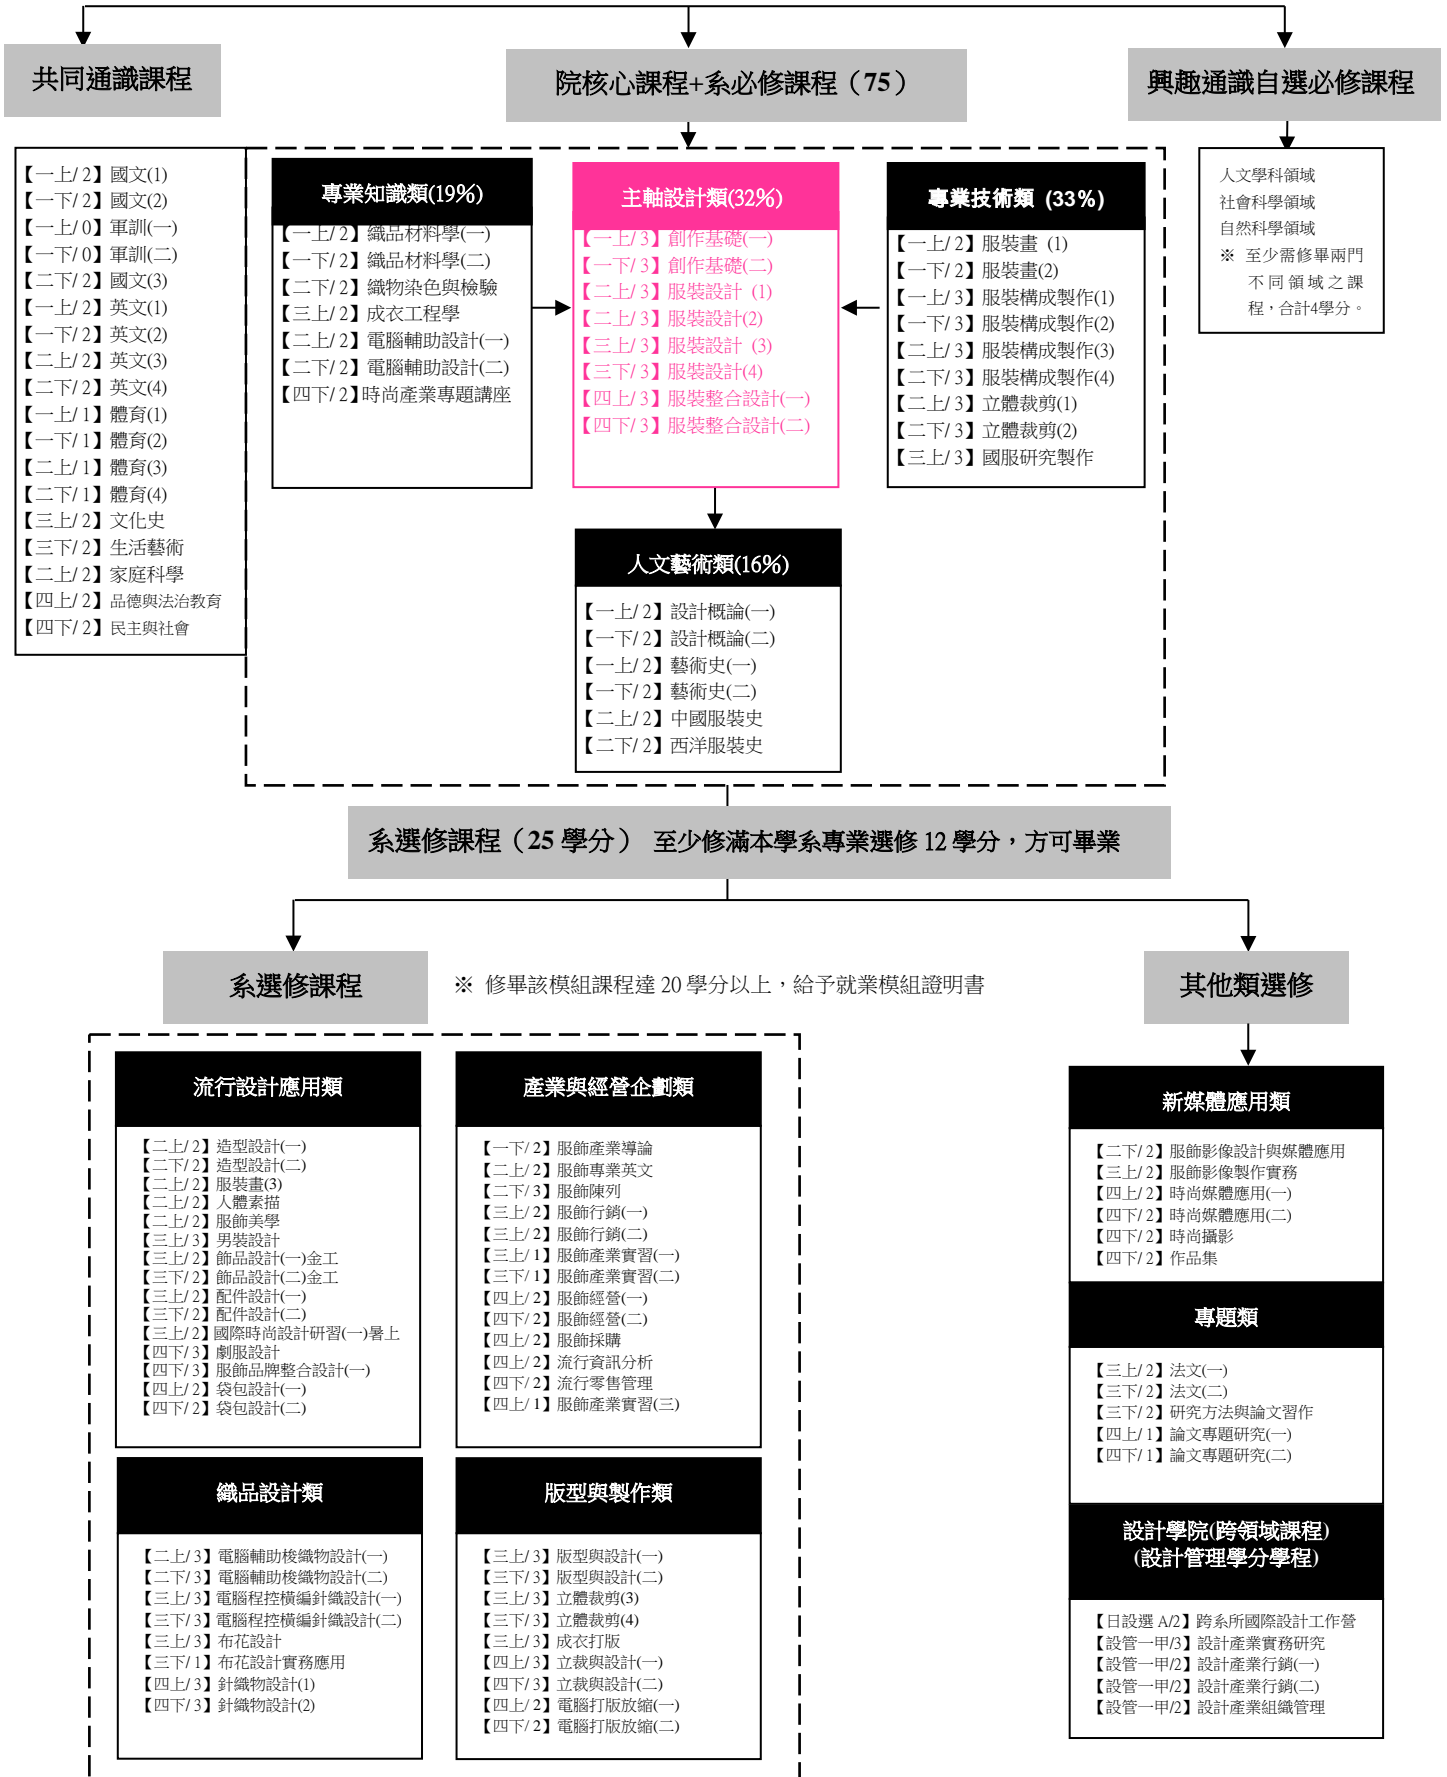 共同通識課程
院核心課程+系必修課程（75）
興趣通識自選必修課程
【一上/ 2】國文(1)
【一下/ 2】國文(2)
【一上/ 0】軍訓(一)
【一下/ 0】軍訓(二)
【二下/ 2】國文(3)
【一上/ 2】英文(1)
【一下/ 2】英文(2)
【二上/ 2】英文(3)
【二下/ 2】英文(4)
【一上/ 1】體育(1)
【一下/ 1】體育(2)
【二上/ 1】體育(3)
【二下/ 1】體育(4)
【三上/ 2】文化史
【三下/ 2】生活藝術
【二上/ 2】家庭科學
【四上/ 2】品德與法治教育
【四下/ 2】民主與社會
專業知識類(19%)
【一上/ 2】織品材料學(一)
【一下/ 2】織品材料學(二)
【二下/ 2】織物染色與檢驗
【三上/ 2】成衣工程學
【二上/ 2】電腦輔助設計(一)
【二下/ 2】電腦輔助設計(二)
【四下/ 2】時尚產業專題講座
主軸設計類(32%)
【一上/ 3】創作基礎(一)
【一下/ 3】創作基礎(二)
【二上/ 3】服裝設計 (1)
【二上/ 3】服裝設計(2)
【三上/ 3】服裝設計 (3)
【三下/ 3】服裝設計(4)
【四上/ 3】服裝整合設計(一)
【四下/ 3】服裝整合設計(二)
專業技術類 (33%)
【一上/ 2】服裝畫 (1)
【一下/ 2】服裝畫(2)
【一上/ 3】服裝構成製作(1)
【一下/ 3】服裝構成製作(2)
【二上/ 3】服裝構成製作(3)
【二下/ 3】服裝構成製作(4)
【二上/ 3】立體裁剪(1)
【二下/ 3】立體裁剪(2)
【三上/ 3】國服研究製作
人文學科領域
社會科學領域
自然科學領域
※ 至少需修畢兩門
不同領域之課
程，合計4學分。
人文藝術類(16%)
【一上/ 2】設計概論(一)
【一下/ 2】設計概論(二)
【一上/ 2】藝術史(一)
【一下/ 2】藝術史(二)
【二上/ 2】中國服裝史
【二下/ 2】西洋服裝史
系選修課程（25 學分） 至少修滿本學系專業選修 12 學分，方可畢業
系選修課程
※ 修畢該模組課程達 20 學分以上，給予就業模組證明書
其他類選修
流行設計應用類
【二上/ 2】造型設計(一)
【二下/ 2】造型設計(二)
【二上/ 2】服裝畫(3)
【二上/ 2】人體素描
【二上/ 2】服飾美學
【三上/ 3】男裝設計
【三上/ 2】飾品設計(一)金工
【三下/ 2】飾品設計(二)金工
【三上/ 2】配件設計(一)
【三下/ 2】配件設計(二)
【三上/ 2】國際時尚設計研習(一)暑上
【四下/ 3】劇服設計
【四下/ 3】服飾品牌整合設計(一)
【四上/ 2】袋包設計(一)
【四下/ 2】袋包設計(二)
產業與經營企劃類
【一下/ 2】服飾產業導論
【二上/ 2】服飾專業英文
【二下/ 3】服飾陳列
【三上/ 2】服飾行銷(一)
【三上/ 2】服飾行銷(二)
【三上/ 1】服飾產業實習(一)
【三下/ 1】服飾產業實習(二)
【四上/ 2】服飾經營(一)
【四下/ 2】服飾經營(二)
【四上/ 2】服飾採購
【四上/ 2】流行資訊分析
【四下/ 2】流行零售管理
【四上/ 1】服飾產業實習(三)
織品設計類
【二上/ 3】電腦輔助梭織物設計(一)
【二下/ 3】電腦輔助梭織物設計(二)
【三上/ 3】電腦程控橫編針織設計(一)
【三下/ 3】電腦程控橫編針織設計(二)
【三上/ 3】布花設計
【三下/ 1】布花設計實務應用
【四上/ 3】針織物設計(1)
【四下/ 3】針織物設計(2)
版型與製作類
【三上/ 3】版型與設計(一)
【三下/ 3】版型與設計(二)
【三上/ 3】立體裁剪(3)
【三下/ 3】立體裁剪(4)
【三上/ 3】成衣打版
【四上/ 3】立裁與設計(一)
【四下/ 3】立裁與設計(二)
【四上/ 2】電腦打版放縮(一)
【四下/ 2】電腦打版放縮(二)
新媒體應用類
【二下/ 2】服飾影像設計與媒體應用
【三上/ 2】服飾影像製作實務
【四上/ 2】時尚媒體應用(一)
【四下/ 2】時尚媒體應用(二)
【四下/ 2】時尚攝影
【四下/ 2】作品集
專題類
【三上/ 2】法文(一)
【三下/ 2】法文(二)
【三下/ 2】研究方法與論文習作
【四上/ 1】論文專題研究(一)
【四下/ 1】論文專題研究(二)
設計學院(跨領域課程)
(設計管理學分學程)
【日設選 A/2】跨系所國際設計工作營
【設管一甲/3】設計產業實務研究
【設管一甲/2】設計產業行銷(一)
【設管一甲/2】設計產業行銷(二)
【設管一甲/2】設計產業組織管理